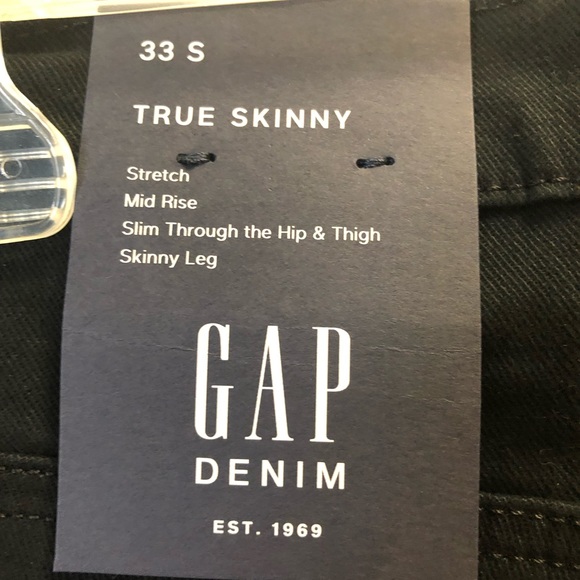 33 S
TRUE SKINNY
Stretch
Mid Rise
Slim Through the Hip & Thigh
Skinny Leg
GAP
DENIM
EST. 1969